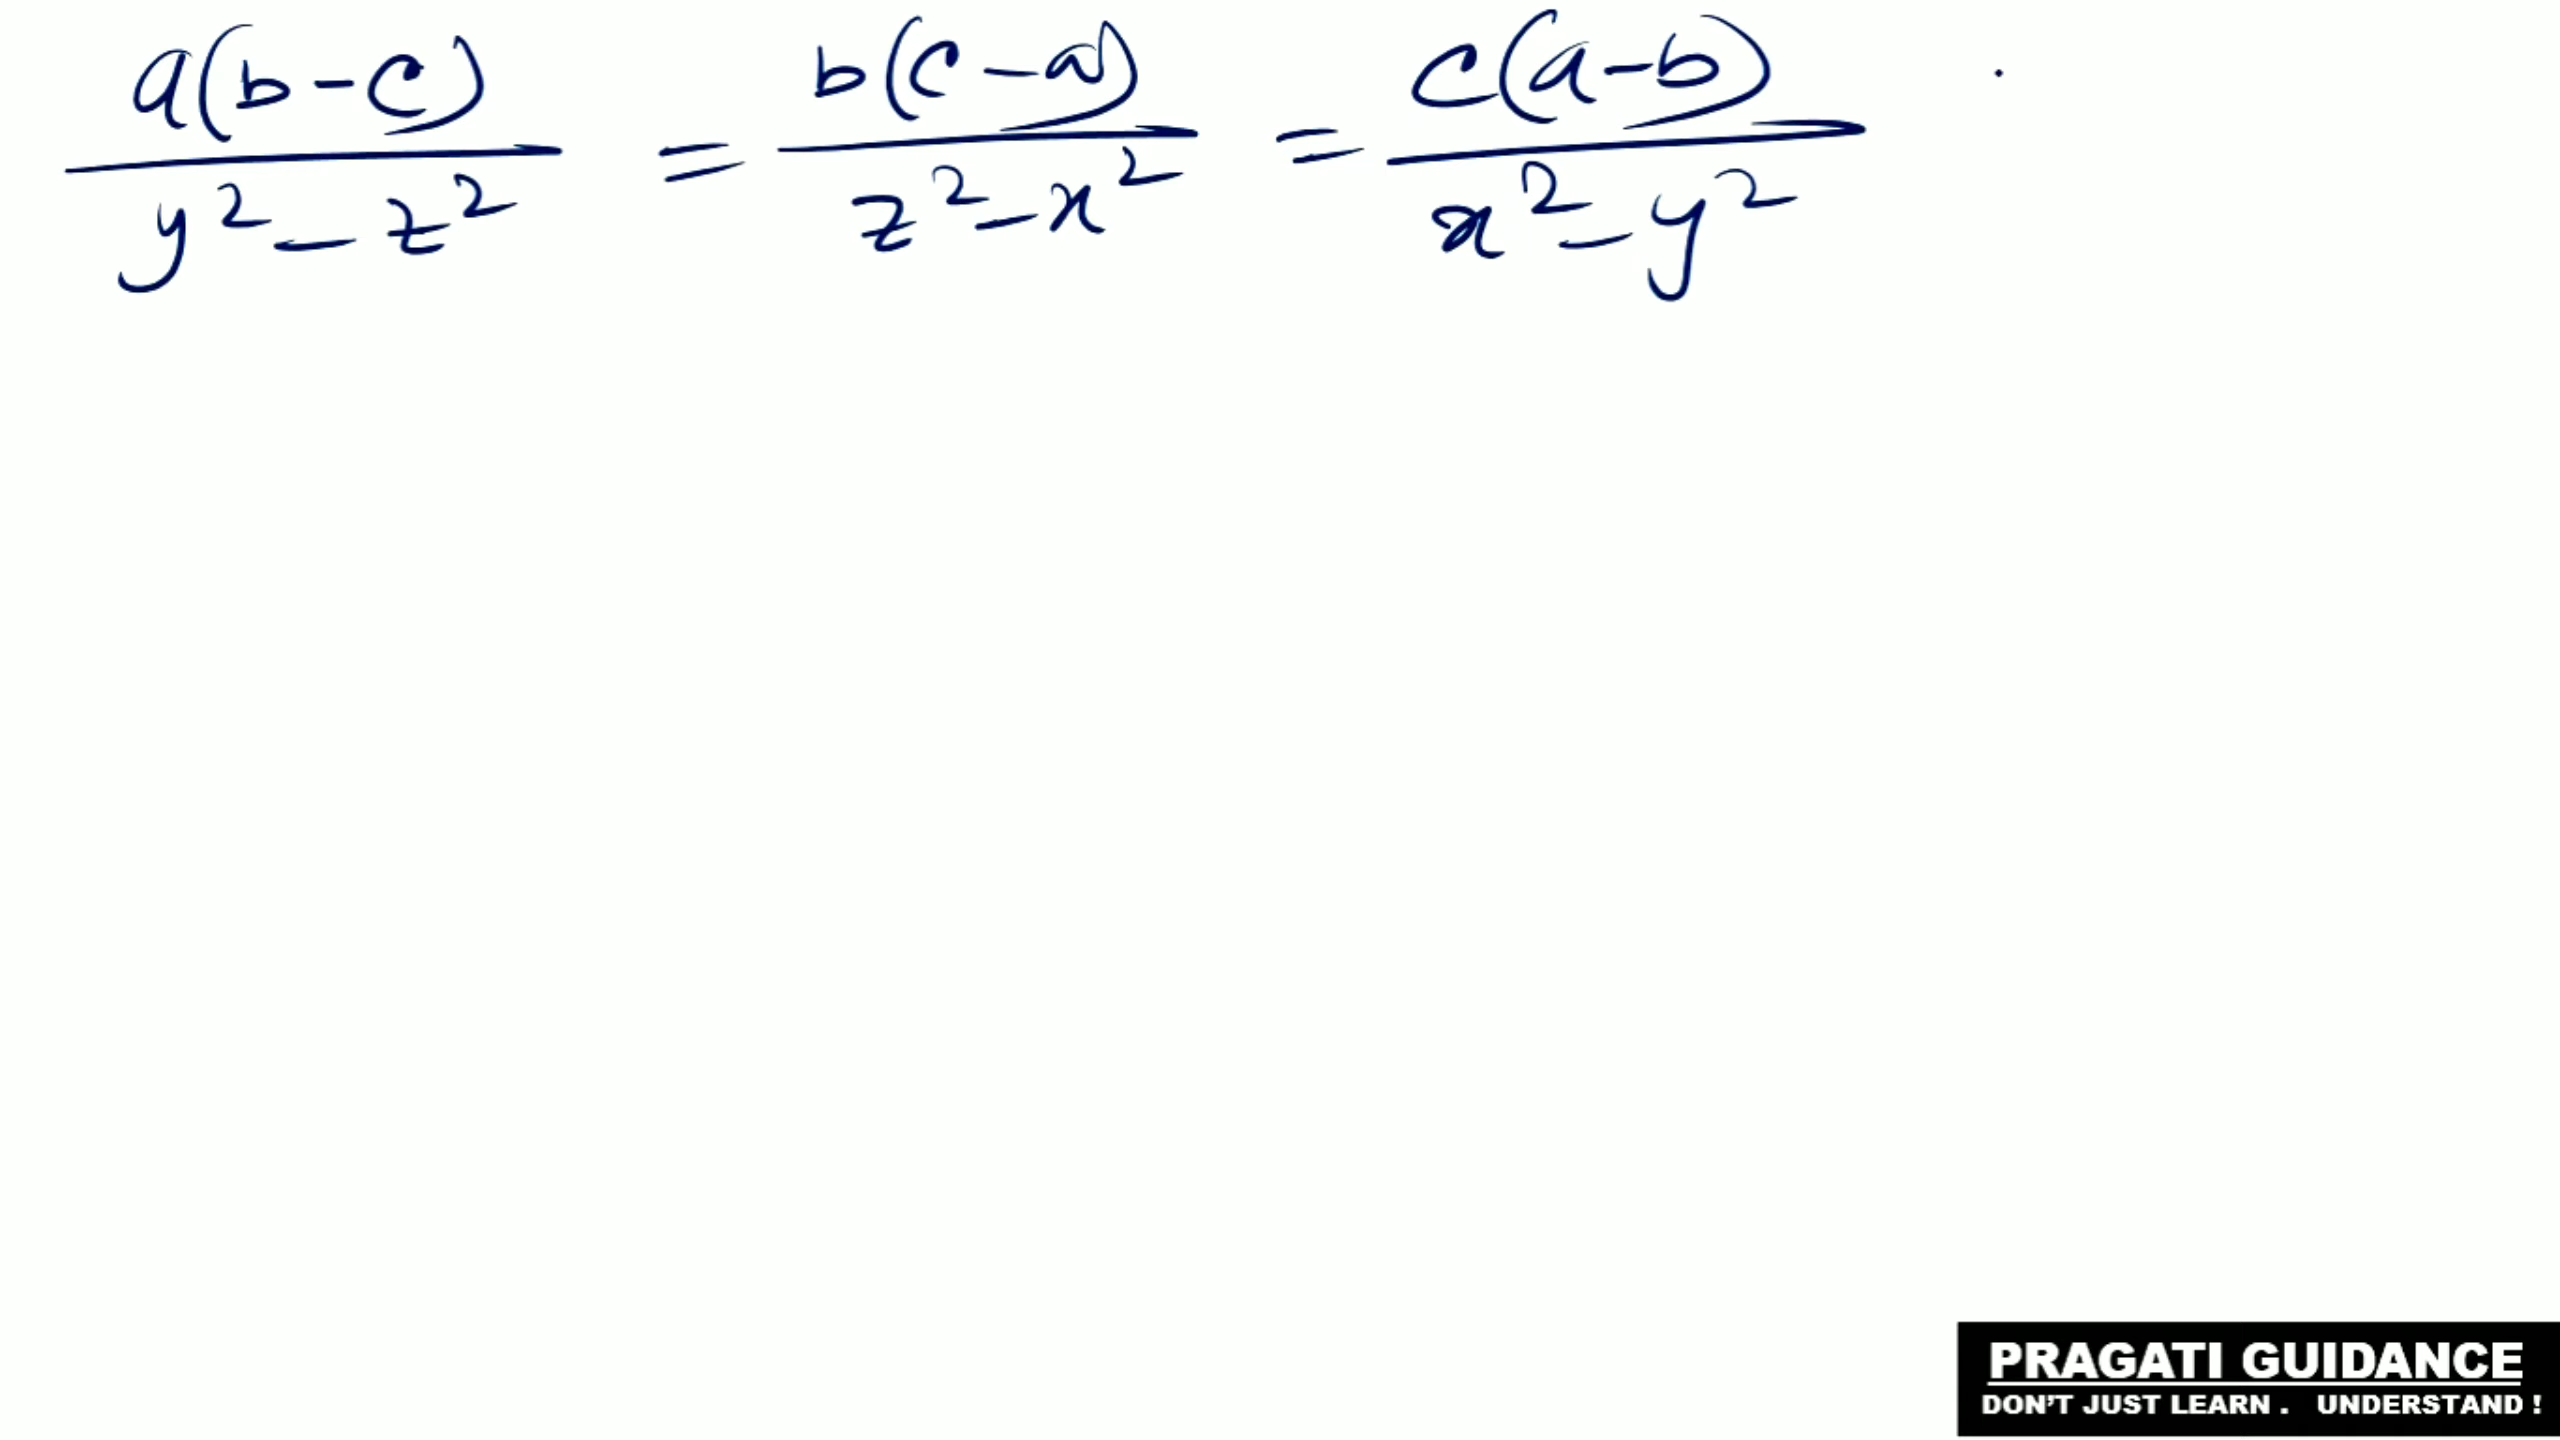 a(b-c) / y² - z² = b(c-a) / z² - x² = c(a-b) / x² - y²
PRAGATI GUIDANCE
DON'T JUST LEARN . UNDERSTAND !